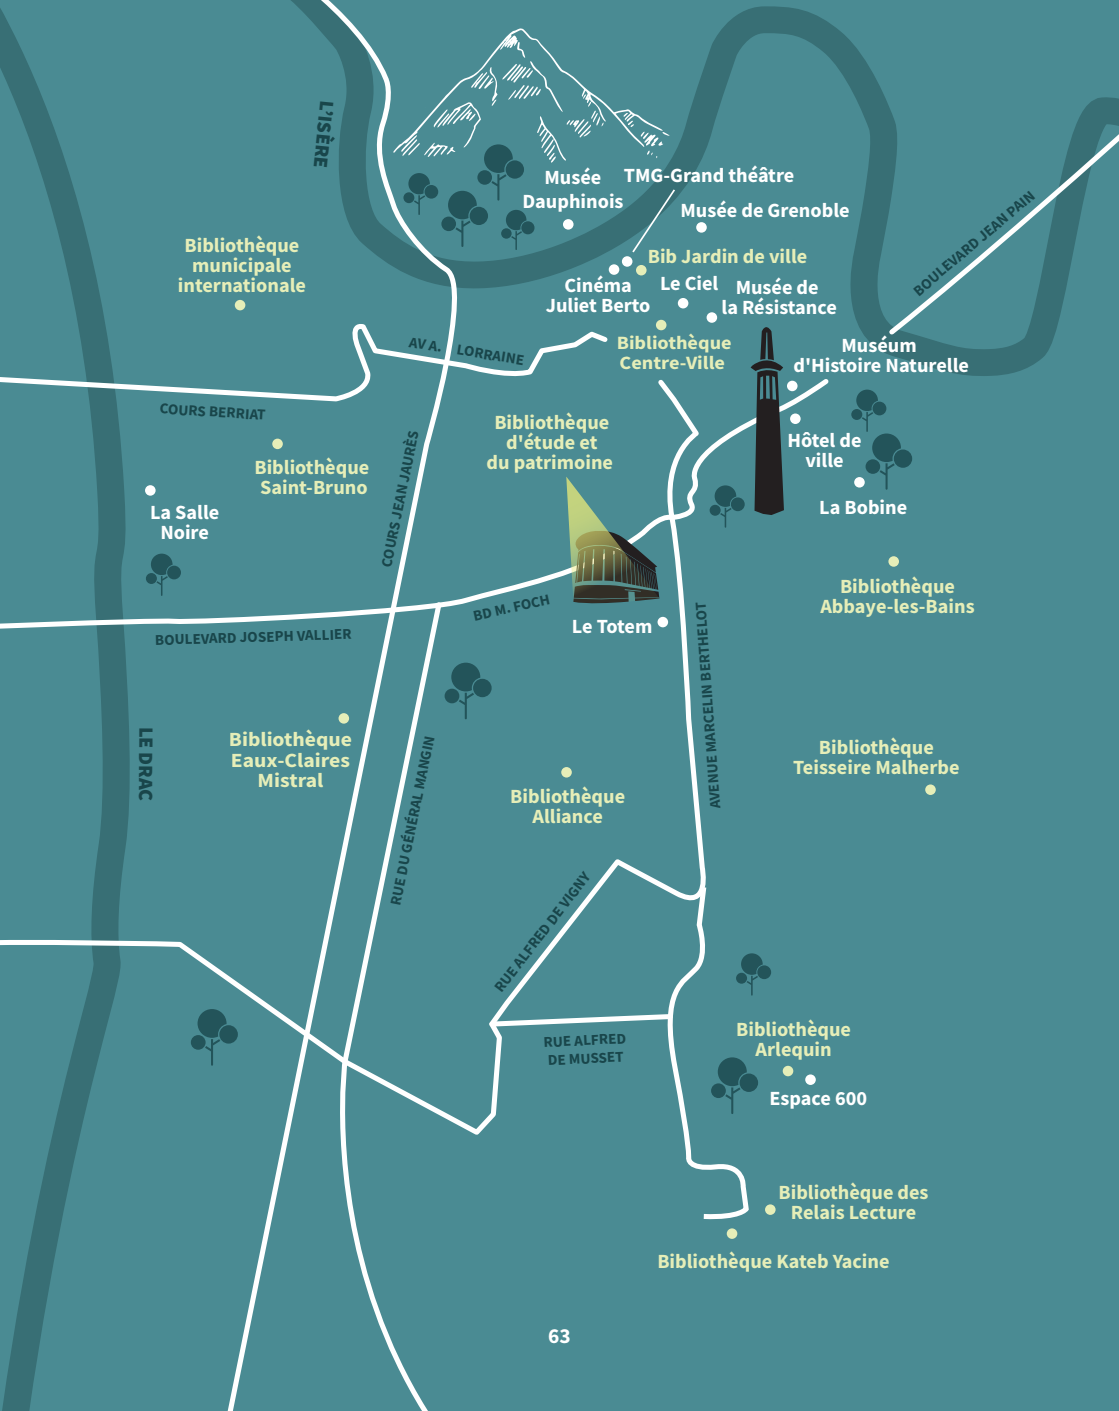 L'ISÈRE
Musée
Dauphinois
TMG-Grand théâtre
Musée de Grenoble
BOULEVARD JEAN PAIN
Bibliothèque
municipale
internationale
Bib Jardin de ville
Cinéma
Juliet Berto
Le Ciel
Musée de
la Résistance
AV A. LORRAINE
Bibliothèque
Centre-Ville
Muséum
d'Histoire Naturelle
COURS BERRIAT
Bibliothèque
d'étude et
du patrimoine
Hôtel de
ville
Bibliothèque
Saint-Bruno
COURS JEAN JAURÈS
La Bobine
La Salle
Noire
Bibliothèque
Abbaye-les-Bains
BD M. FOCH
BOULEVARD JOSEPH VALLIER
Le Totem
AVENUE MARCELIN BERTHELOT
LE DRAC
Bibliothèque
Eaux-Claires
Mistral
RUE DU GÉNÉRAL MANGIN
Bibliothèque
Teisseire Malherbe
Bibliothèque
Alliance
RUE ALFRED DE VIGNY
RUE ALFRED
DE MUSSET
Bibliothèque
Arlequin
Espace 600
Bibliothèque des
Relais Lecture
Bibliothèque Kateb Yacine
63